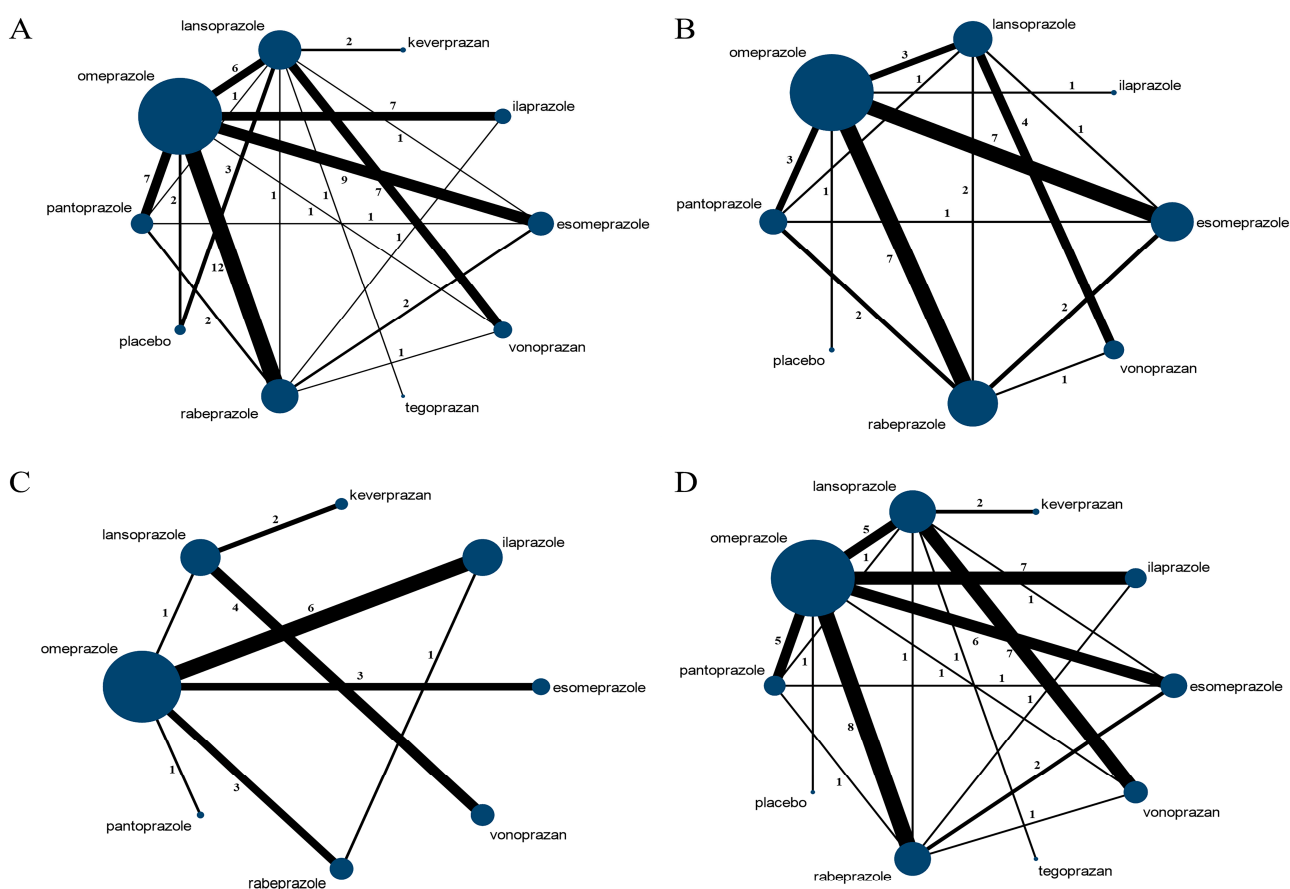 A
lansoprazole
2
keverprazan
omeprazole
6
1
7
ilaprazole
1
7
3
9
7
pantoprazole
2
1
1
1
1
esomeprazole
1
12
2
2
placebo
1
vonoprazan
rabeprazole
tegoprazan
B
lansoprazole
omeprazole
3
1
1
ilaprazole
4
1
7
3
1
2
pantoprazole
1
esomeprazole
7
2
2
placebo
1
vonoprazan
rabeprazole
C
keverprazan
2
lansoprazole
ilaprazole
1
4
6
omeprazole
1
3
esomeprazole
1
3
pantoprazole
vonoprazan
rabeprazole
D
lansoprazole
2
keverprazan
omeprazole
5
1
7
ilaprazole
1
5
6
7
pantoprazole
1
1
1
1
1
esomeprazole
1
8
2
1
placebo
1
vonoprazan
rabeprazole
tegoprazan